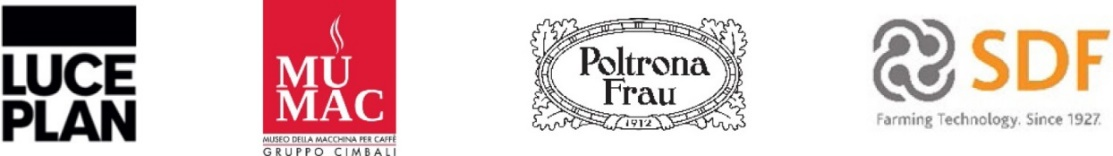 LUCE
PLAN
MU
MAC
MUSEO DELLA MACCHINA PER CAFFÈ
GRUPPO CIMBALI
Poltrona
Frau
1912
SDF
Farming Technology. Since 1927.